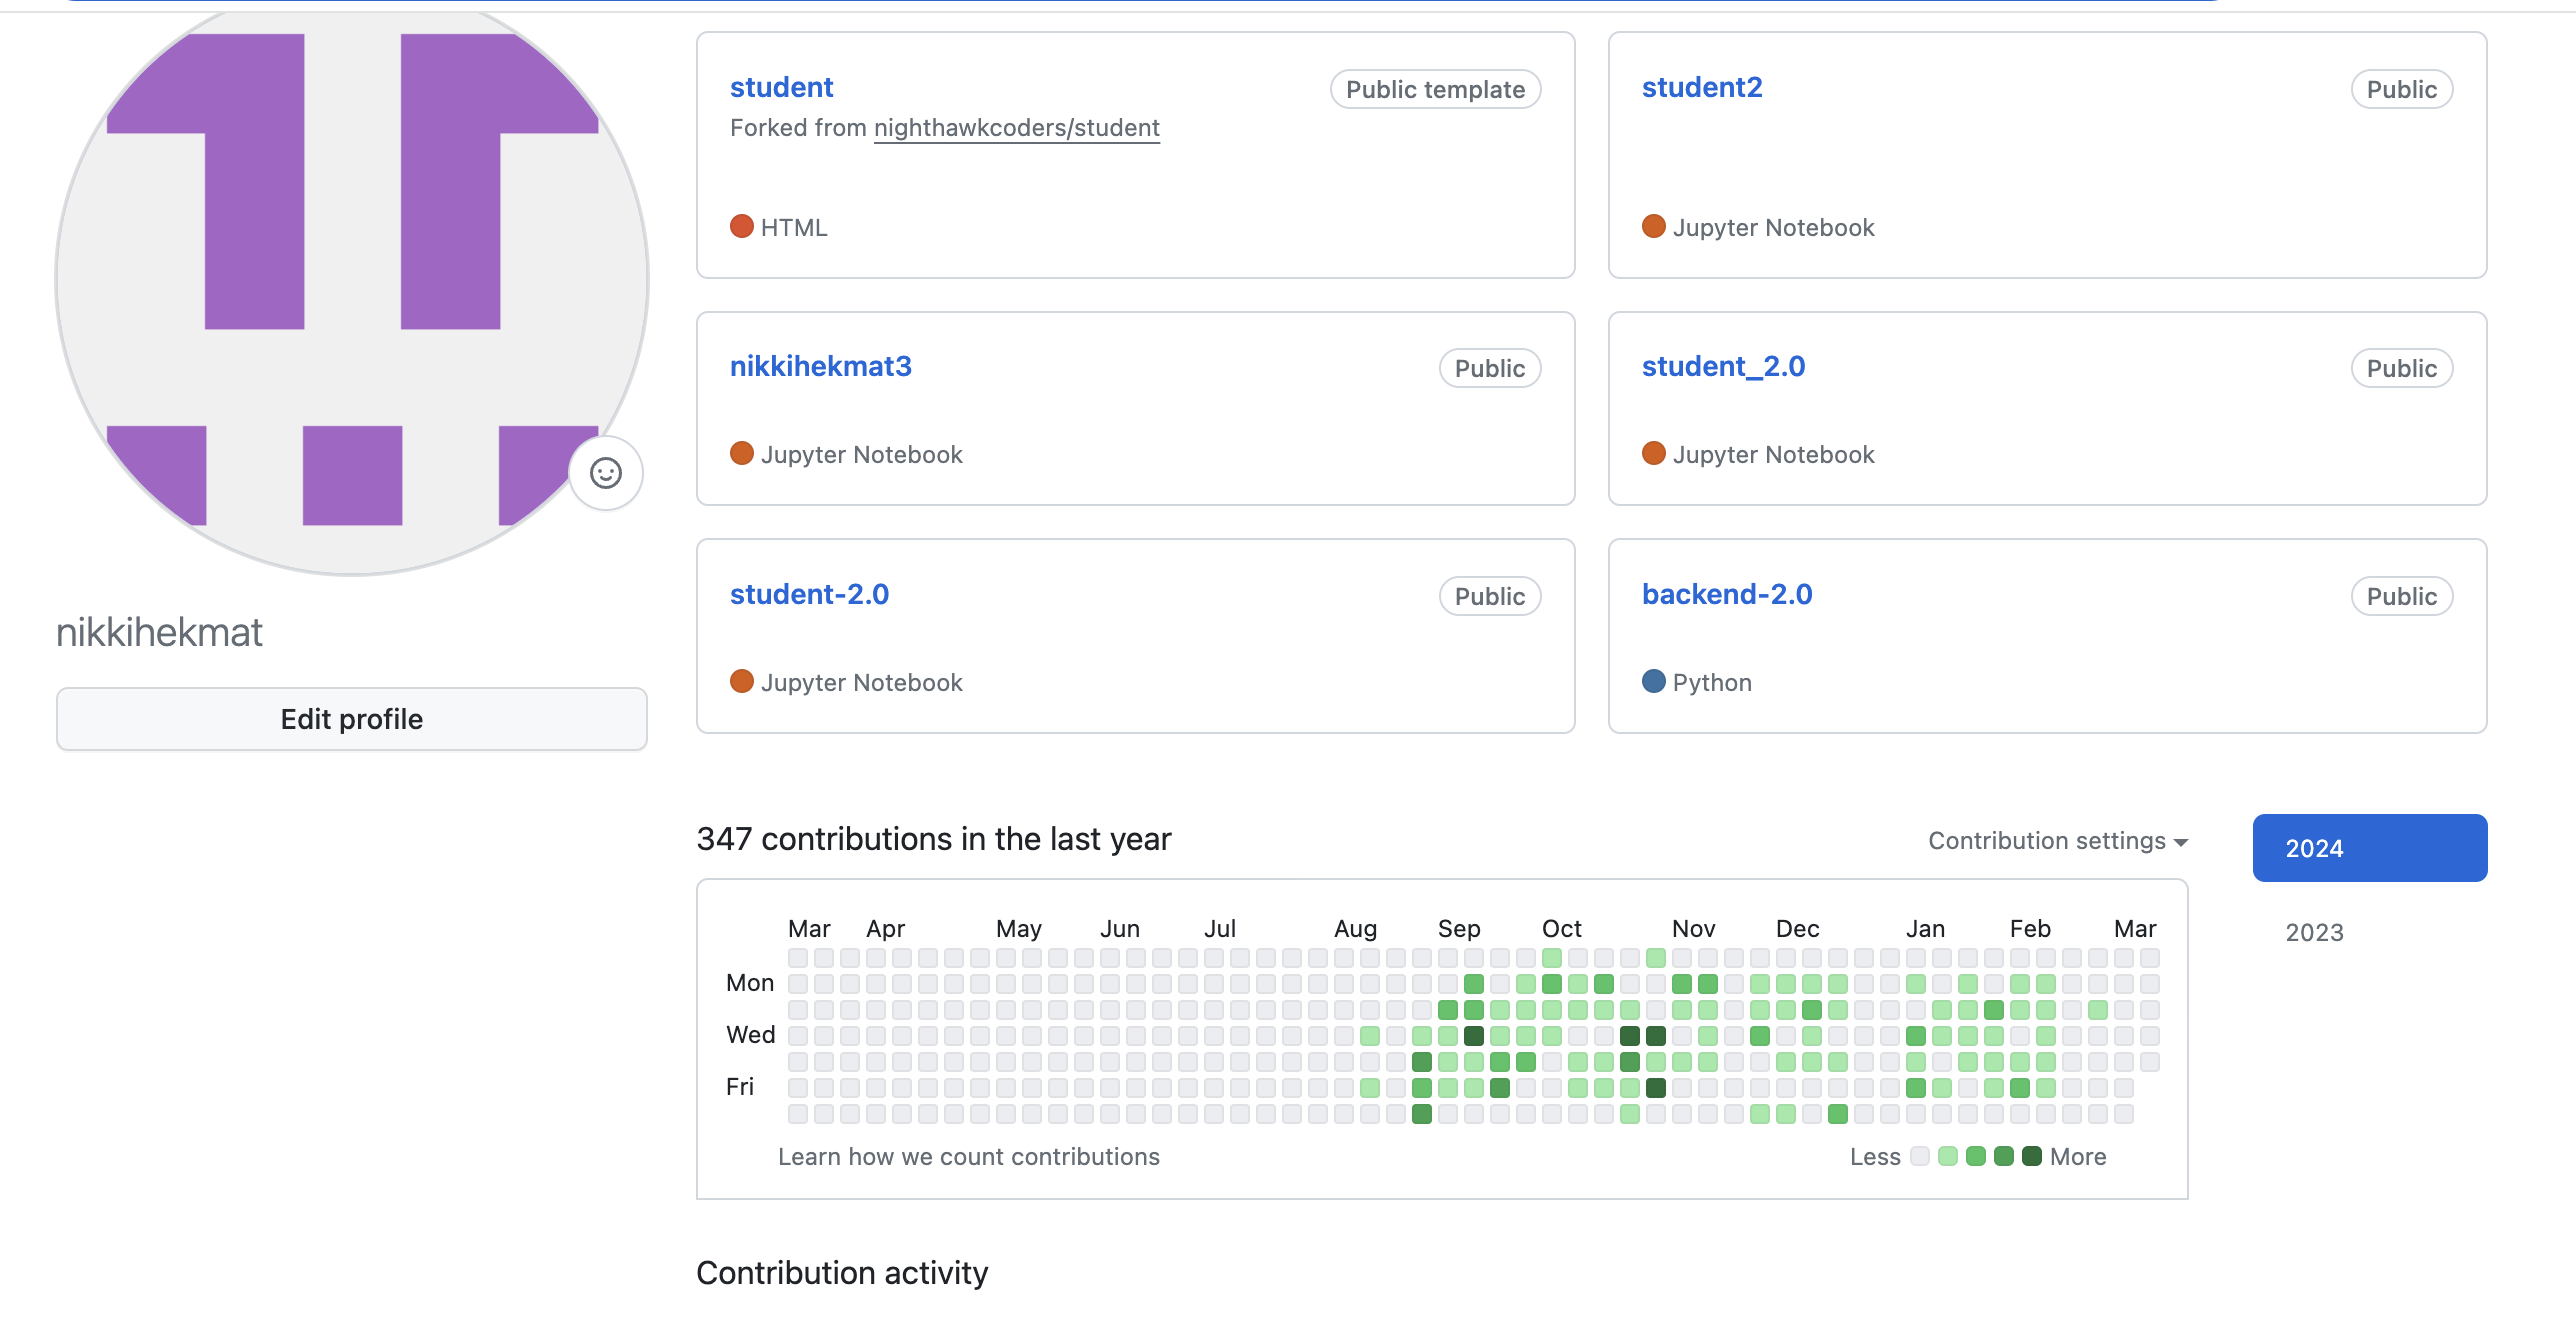 student
Public template
Forked from nighthawkcoders/student
HTML
student2
Public
Jupyter Notebook
nikkihekmat3
Public
Jupyter Notebook
student_2.0
Public
Jupyter Notebook
student-2.0
Public
Jupyter Notebook
backend-2.0
Public
Python
nikkihekmat
Edit profile
347 contributions in the last year
Contribution settings
2024
2023
Mar Apr May Jun Jul Aug Sep Oct Nov Dec Jan Feb Mar
Mon
Wed
Fri
Learn how we count contributions
Less More
Contribution activity